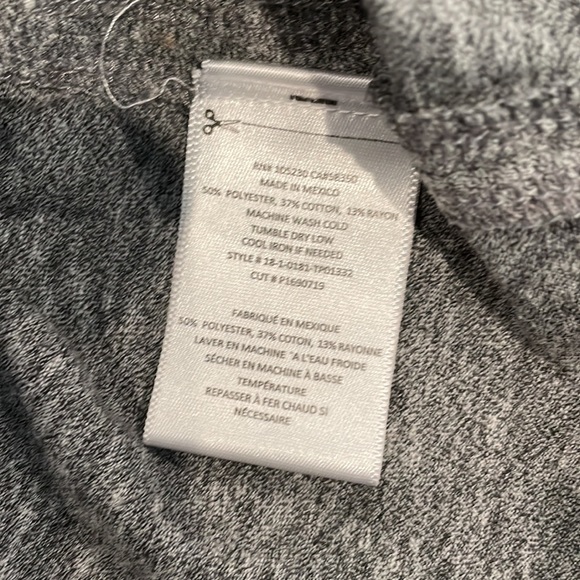 RN# 105230 CA#58350
MADE IN MEXICO
50% POLYESTER, 37% COTTON, 13% RAYON
MACHINE WASH COLD
TUMBLE DRY LOW
COOL IRON IF NEEDED
STYLE # 18-1-0181-TP01332
CUT # P1690719
FABRIQUÉ EN MEXIQUE
50% POLYESTER, 37% COTON, 13% RAYONNE
LAVER EN MACHINE `A L'EAU FROIDE
SÉCHER EN MACHINE À BASSE
TEMPÉRATURE
REPASSER À FER CHAUD SI
NÉCESSAIRE